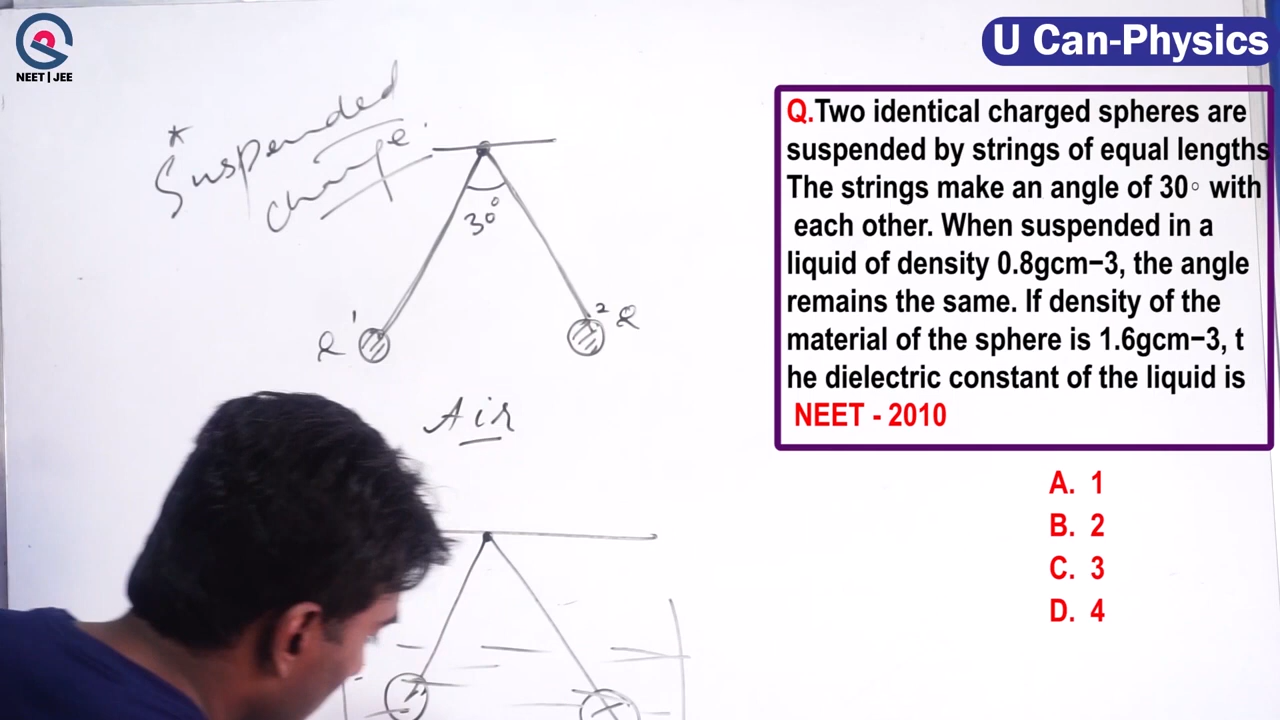 NEET | JEE
U Can-Physics
* Suspended
charge.
30°
1
2
Q
Q
Air
Q.Two identical charged spheres are
suspended by strings of equal lengths
The strings make an angle of 30◦ with
each other. When suspended in a
liquid of density 0.8gcm−3, the angle
remains the same. If density of the
material of the sphere is 1.6gcm−3, t
he dielectric constant of the liquid is
NEET - 2010
A. 1
B. 2
C. 3
D. 4